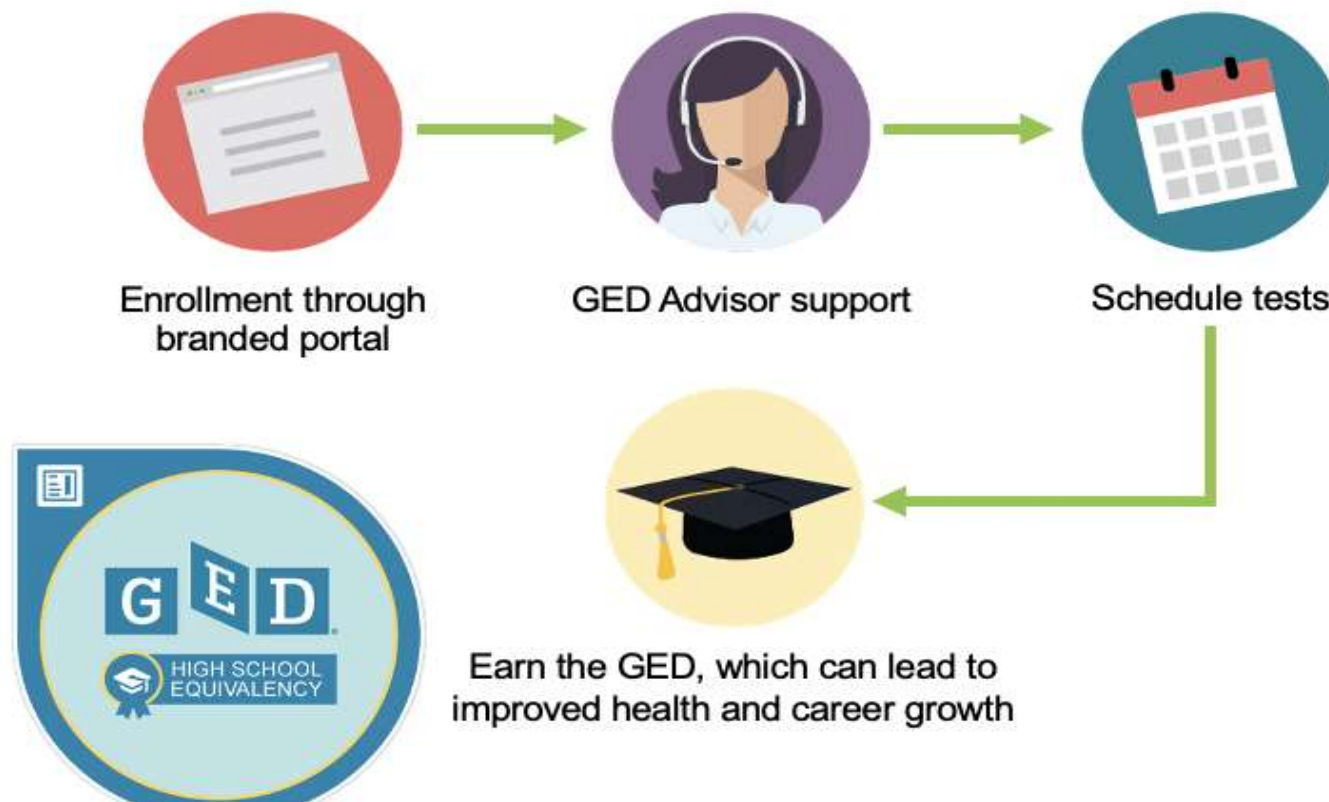 Enrollment through
branded portal
GED Advisor support
Schedule tests
Earn the GED, which can lead to
improved health and career growth
GED
HIGH SCHOOL
EQUIVALENCY